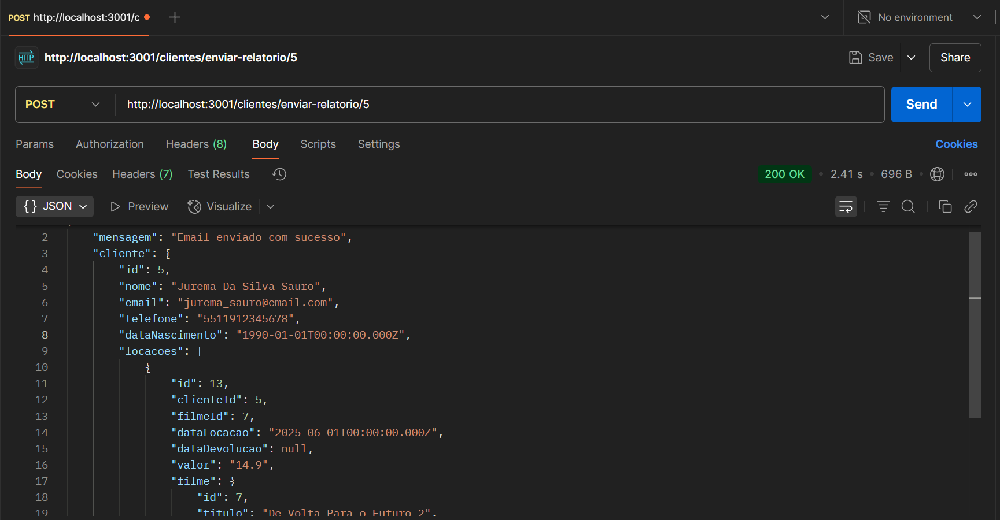 POST http://localhost:3001/c
No environment
HTTP http://localhost:3001/clientes/enviar-relatorio/5
Save
Share
POST http://localhost:3001/clientes/enviar-relatorio/5
Send
Params Authorization Headers (8) Body Scripts Settings
Cookies
Body Cookies Headers (7) Test Results
200 OK • 2.41 s • 696 B •
{} JSON Preview Visualize
2 "mensagem": "Email enviado com sucesso",
3 "cliente": {
4 "id": 5,
5 "nome": "Jurema Da Silva Sauro",
6 "email": "jurema_sauro@email.com",
7 "telefone": "5511912345678",
8 "dataNascimento": "1990-01-01T00:00:00.000Z",
9 "locacoes": [
10 {
11 "id": 13,
12 "clienteId": 5,
13 "filmeId": 7,
14 "dataLocacao": "2025-06-01T00:00:00.000Z",
15 "dataDevolucao": null,
16 "valor": "14.9",
17 "filme": {
18 "id": 7,
19 "titulo": "De Volta Para o Futuro 2",